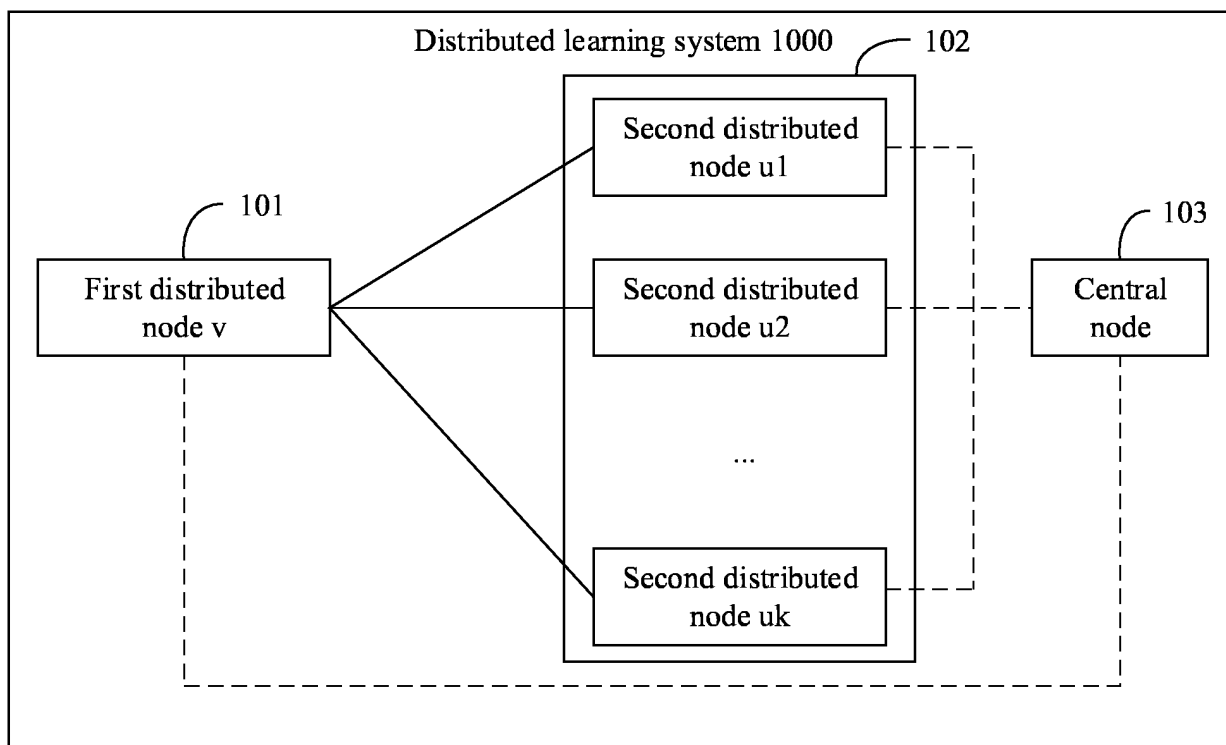 Distributed learning system 1000
102
Second distributed
node u1
101
103
First distributed
node v
Second distributed
node u2
Central
node
...
Second distributed
node uk